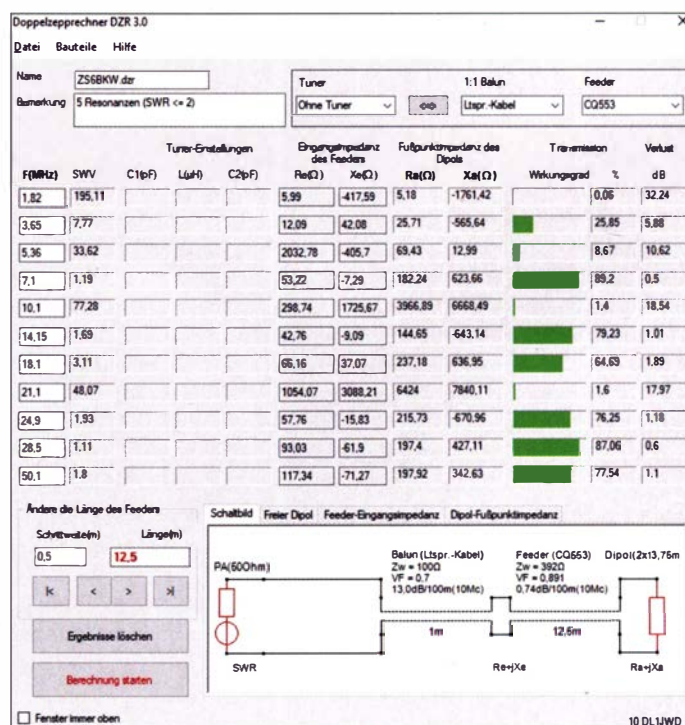 Doppelzepprechner DZR 3.0
Datei Bauteile Hilfe
Name ZS6BKW.dzr
Bemerkung 5 Resonanzen (SWR <= 2)
Tuner 1:1 Balun Feeder
Ohne Tuner <=> Ltspr.-Kabel CQ553
Tuner-Einstellungen Eingangsimpedanz des Feeders Fußpunktimpedanz des Dipols Transmission Verlust
F(MHz) SWV C1(pF) L(µH) C2(pF) Re(Ω) Xe(Ω) Ra(Ω) Xa(Ω) Wirkungsgrad % dB
1,82 195,11 5,99 -417,59 5,18 -1761,42 0,06 32,24
3,65 7,77 12,09 42,08 25,71 -565,64 25,85 5,88
5,36 33,62 2032,78 -405,7 69,43 12,99 8,67 10,62
7,1 1,19 53,22 -7,29 182,24 623,66 89,2 0,5
10,1 77,28 298,74 1725,67 3966,89 6668,49 1,4 18,54
14,15 1,69 42,76 -9,09 144,65 -643,14 79,23 1,01
18,1 3,11 66,16 37,07 237,18 636,95 64,69 1,89
21,1 48,07 1054,07 3088,21 6424 7840,11 1,6 17,97
24,9 1,93 57,76 -15,83 215,73 -670,96 76,25 1,18
28,5 1,11 93,03 -61,9 197,4 427,11 87,06 0,6
50,1 1,8 117,34 -71,27 197,92 342,63 77,54 1,1
Ändere die Länge des Feeders
Schrittweite(m) Länge(m)
0,5 12,5
|< < > >|
Ergebnisse löschen
Berechnung starten
Fenster immer oben
Schaltbild Freier Dipol Feeder-Eingangsimpedanz Dipol-Fußpunktimpedanz
Balun (Ltspr.-Kabel) Feeder (CQ553) Dipol(2x13,75m
PA(50Ohm) Zw = 100Ω Zw = 392Ω
VF = 0,7 VF = 0,891
13,0dB/100m(10Mc) 0,74dB/100m(10Mc)
1m 12,5m
SWR Re+jXe Ra+jXa
10 DL1JWD